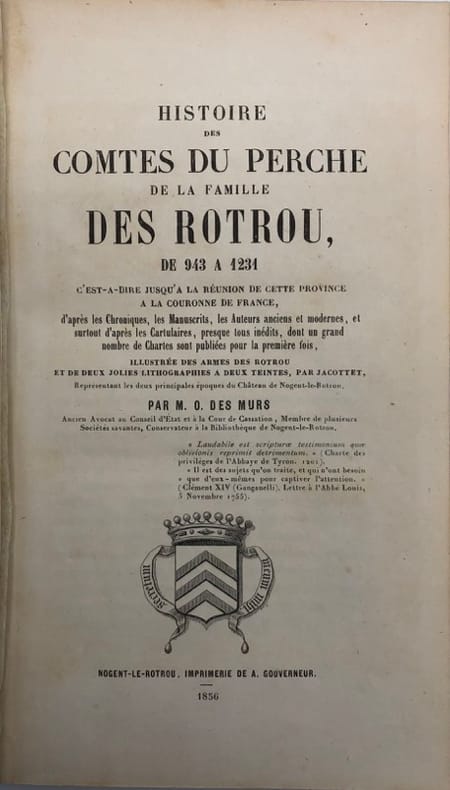 HISTOIRE
DES
COMTES DU PERCHE
DE LA FAMILLE
DES ROTROU,
DE 943 A 1231
C'EST-A-DIRE JUSQU'A LA RÉUNION DE CETTE PROVINCE
A LA COURONNE DE FRANCE,
d'après les Chroniques, les Manuscrits, les Auteurs anciens et modernes, et
surtout d'après les Cartulaires, presque tous inédits, dont un grand
nombre de Chartes sont publiées pour la première fois,
ILLUSTRÉE DES ARMES DES ROTROU
ET DE DEUX JOLIES LITHOGRAPHIES A DEUX TEINTES, PAR JACOTTET,
Représentant les deux principales époques du Château de Nogent-le-Rotrou.
PAR M. O. DES MURS
Ancien Avocat au Conseil d'Etat et à la Cour de Cassation, Membre de plusieurs
Sociétés savantes, Conservateur à la Bibliothèque de Nogent-le-Rotrou.
« Laudabile est scripturæ testimonium quæ
oblivionis reprimit detrimentum. » (Charte des
priviléges de l'Abbaye de Tyron. 1201).
« Il est des sujets qu'on traite, et qui n'ont besoin
« que d'eux-mêmes pour captiver l'attention. »
(Clément XIV (Ganganelli). Lettre à l'Abbé Louis,
5 Novembre 1755).
secretum meum mihi
NOGENT-LE-ROTROU, IMPRIMERIE DE A. GOUVERNEUR.
1856